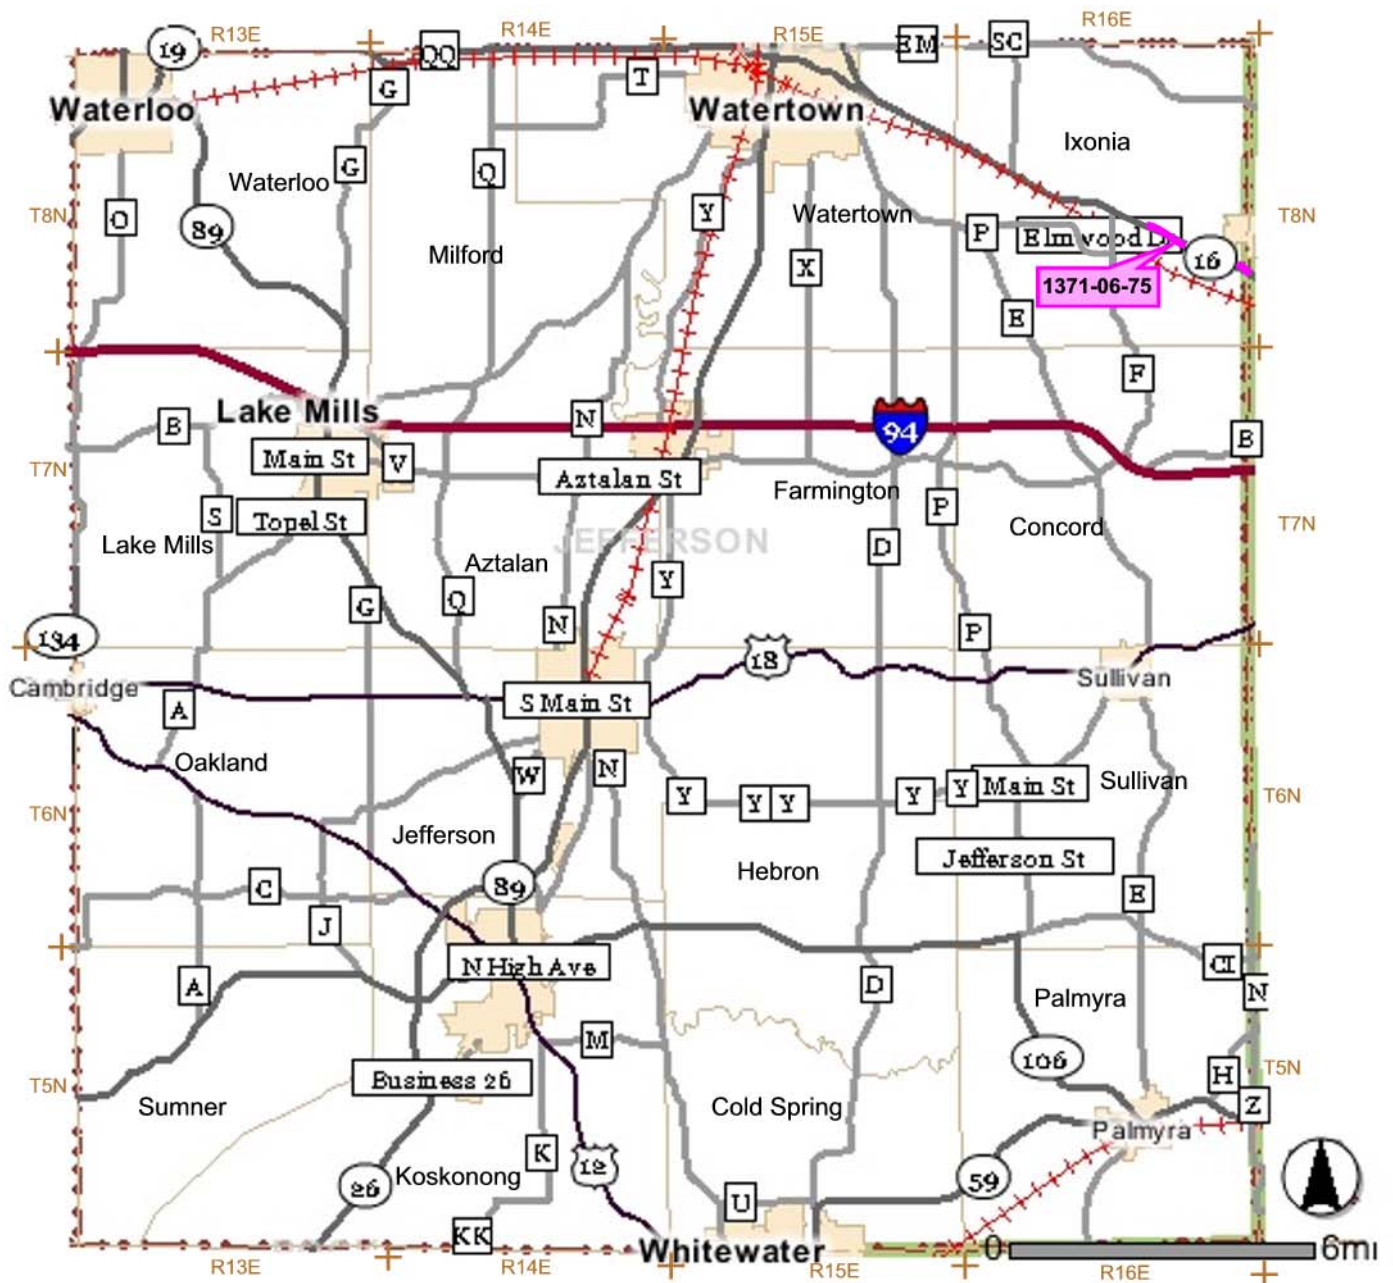 R13E
R14E
R15E
R16E
19
QQ
EM
SC
G
T
Waterloo
Watertown
Ixonia
G
Q
Waterloo
T8N
O
89
Y
Watertown
P
Elmwood D
T8N
Milford
X
16
1371-06-75
E
F
Lake Mills
B
N
94
B
Main St
V
T7N
Aztalan St
Farmington
P
S
Topel St
Concord
T7N
Lake Mills
JEFFERSON
D
Aztalan
Y
G
Q
N
P
134
18
Cambridge
Sullivan
S Main St
A
Oakland
W
N
Y
Y
Y
Y
Y
Main St
Sullivan
T6N
T6N
Jefferson
Hebron
Jefferson St
C
89
E
J
N High Ave
CI
A
D
N
Palmyra
M
106
T5N
Business 26
H
T5N
Sumner
Cold Spring
Z
Palmyra
K
12
26
Koskonong
59
U
KK
Whitewater
0
6mi
R13E
R14E
R15E
R16E